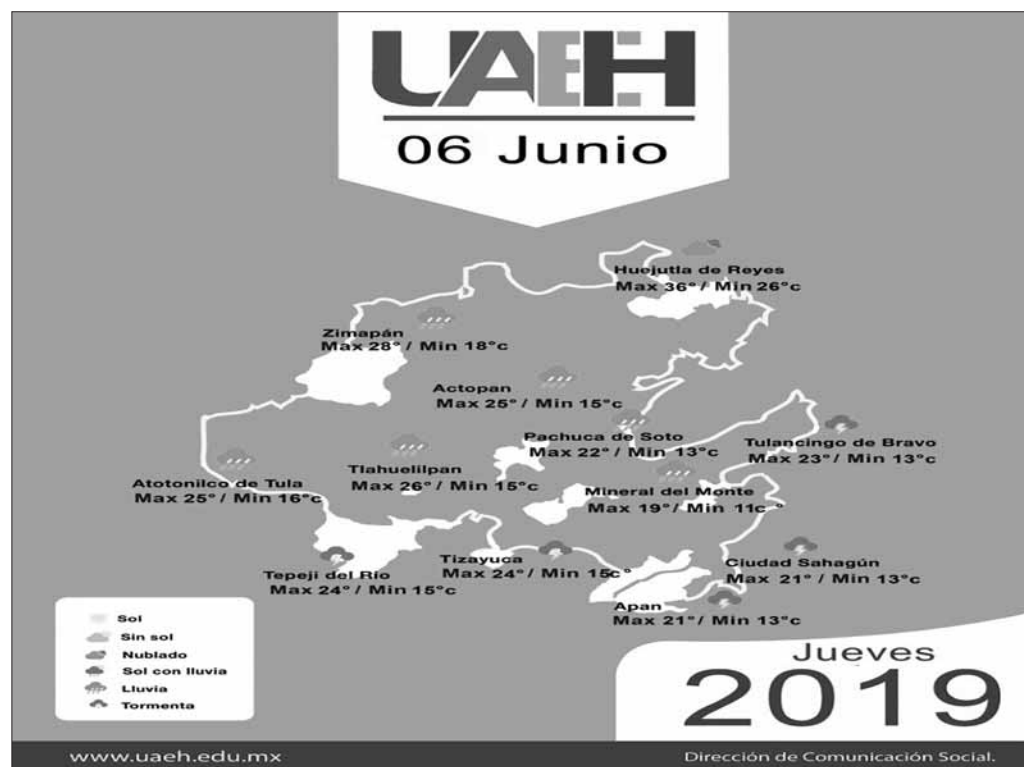 UAEH
06 Junio
Huejutla de Reyes
Max 36° / Min 26°c
Zimapán
Max 28° / Min 18°c
Actopan
Max 25° / Min 15°c
Pachuca de Soto
Max 22° / Min 13°c
Tulancingo de Bravo
Max 23° / Min 13°c
Atotonilco de Tula
Max 25° / Min 16°c
Tlahuelilpan
Max 26° / Min 15°c
Mineral del Monte
Max 19° / Min 11c °
Tepeji del Rio
Max 24° / Min 15°c
Tizayuca
Max 24° / Min 15c°
Ciudad Sahagún
Max 21° / Min 13°c
Apan
Max 21° / Min 13°c
Sol
Sin sol
Nublado
Sol con lluvia
Lluvia
Tormenta
Jueves
2019
www.uaeh.edu.mx
Dirección de Comunicación Social.